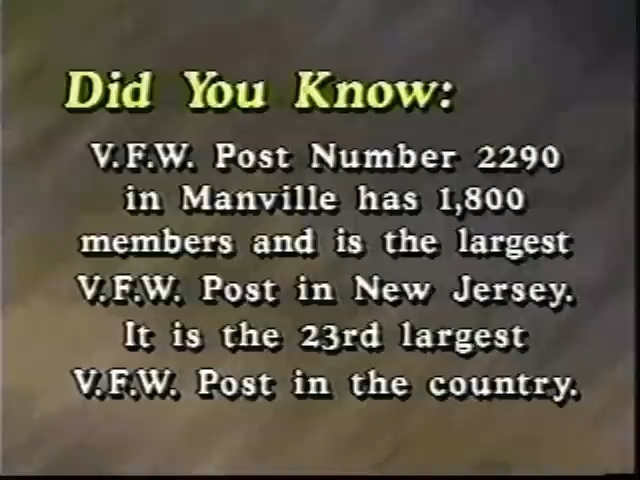 Did You Know:
V.F.W. Post Number 2290
in Manville has 1,800
members and is the largest
V.F.W. Post in New Jersey.
It is the 23rd largest
V.F.W. Post in the country.